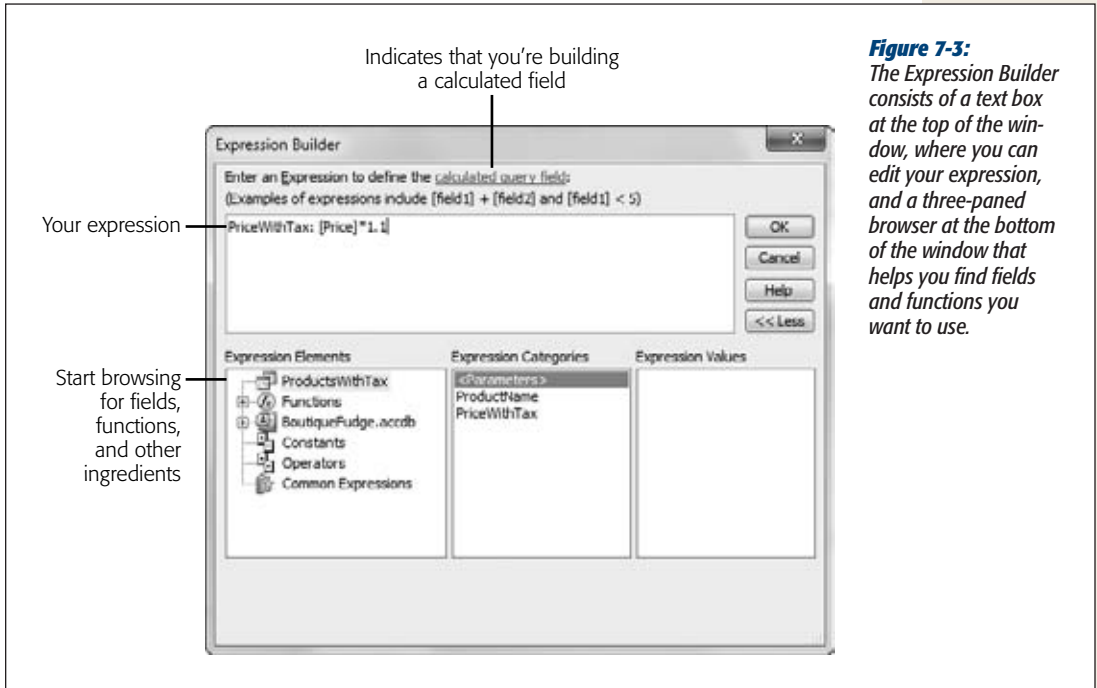 Indicates that you're building
a calculated field
Figure 7-3:
The Expression Builder
consists of a text box
at the top of the win-
dow, where you can
edit your expression,
and a three-paned
browser at the bottom
of the window that
helps you find fields
and functions you
want to use.
Expression Builder
Enter an Expression to define the calculated query field:
(Examples of expressions include [field1] + [field2] and [field1] < 5)
Your expression
PriceWithTax: [Price]*1.1
OK
Cancel
Help
<< Less
Expression Elements
Expression Categories
Expression Values
Start browsing
for fields,
functions,
and other
ingredients
ProductsWithTax
Functions
BoutiqueFudge.accdb
Constants
Operators
Common Expressions
<Parameters>
ProductName
PriceWithTax